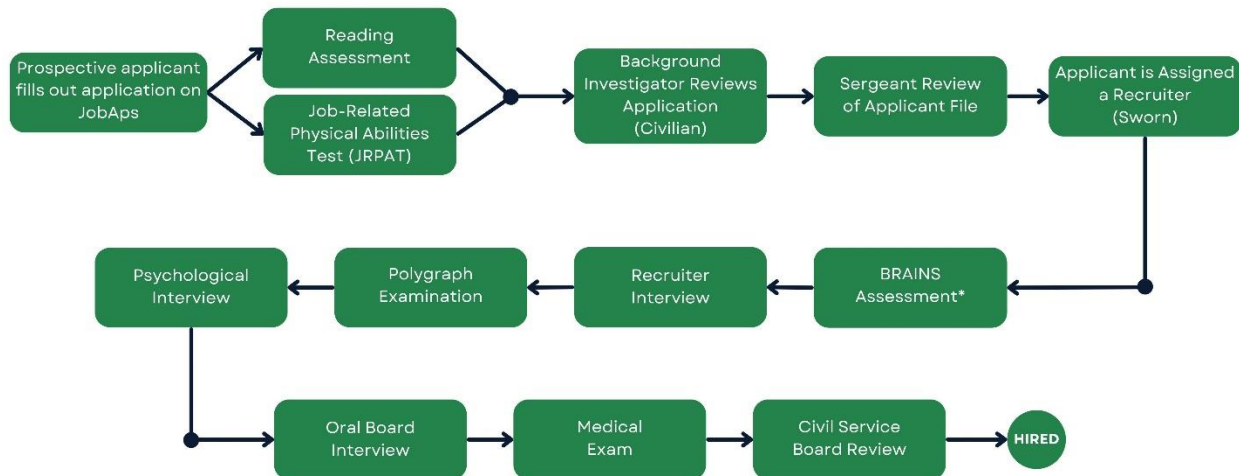 Prospective applicant
fills out application on
JobAps
Reading
Assessment
Job-Related
Physical Abilities
Test (JRPAT)
Background
Investigator Reviews
Application
(Civilian)
Sergeant Review
of Applicant File
Applicant is Assigned
a Recruiter
(Sworn)
BRAINS
Assessment*
Recruiter
Interview
Polygraph
Examination
Psychological
Interview
Oral Board
Interview
Medical
Exam
Civil Service
Board Review
HIRED